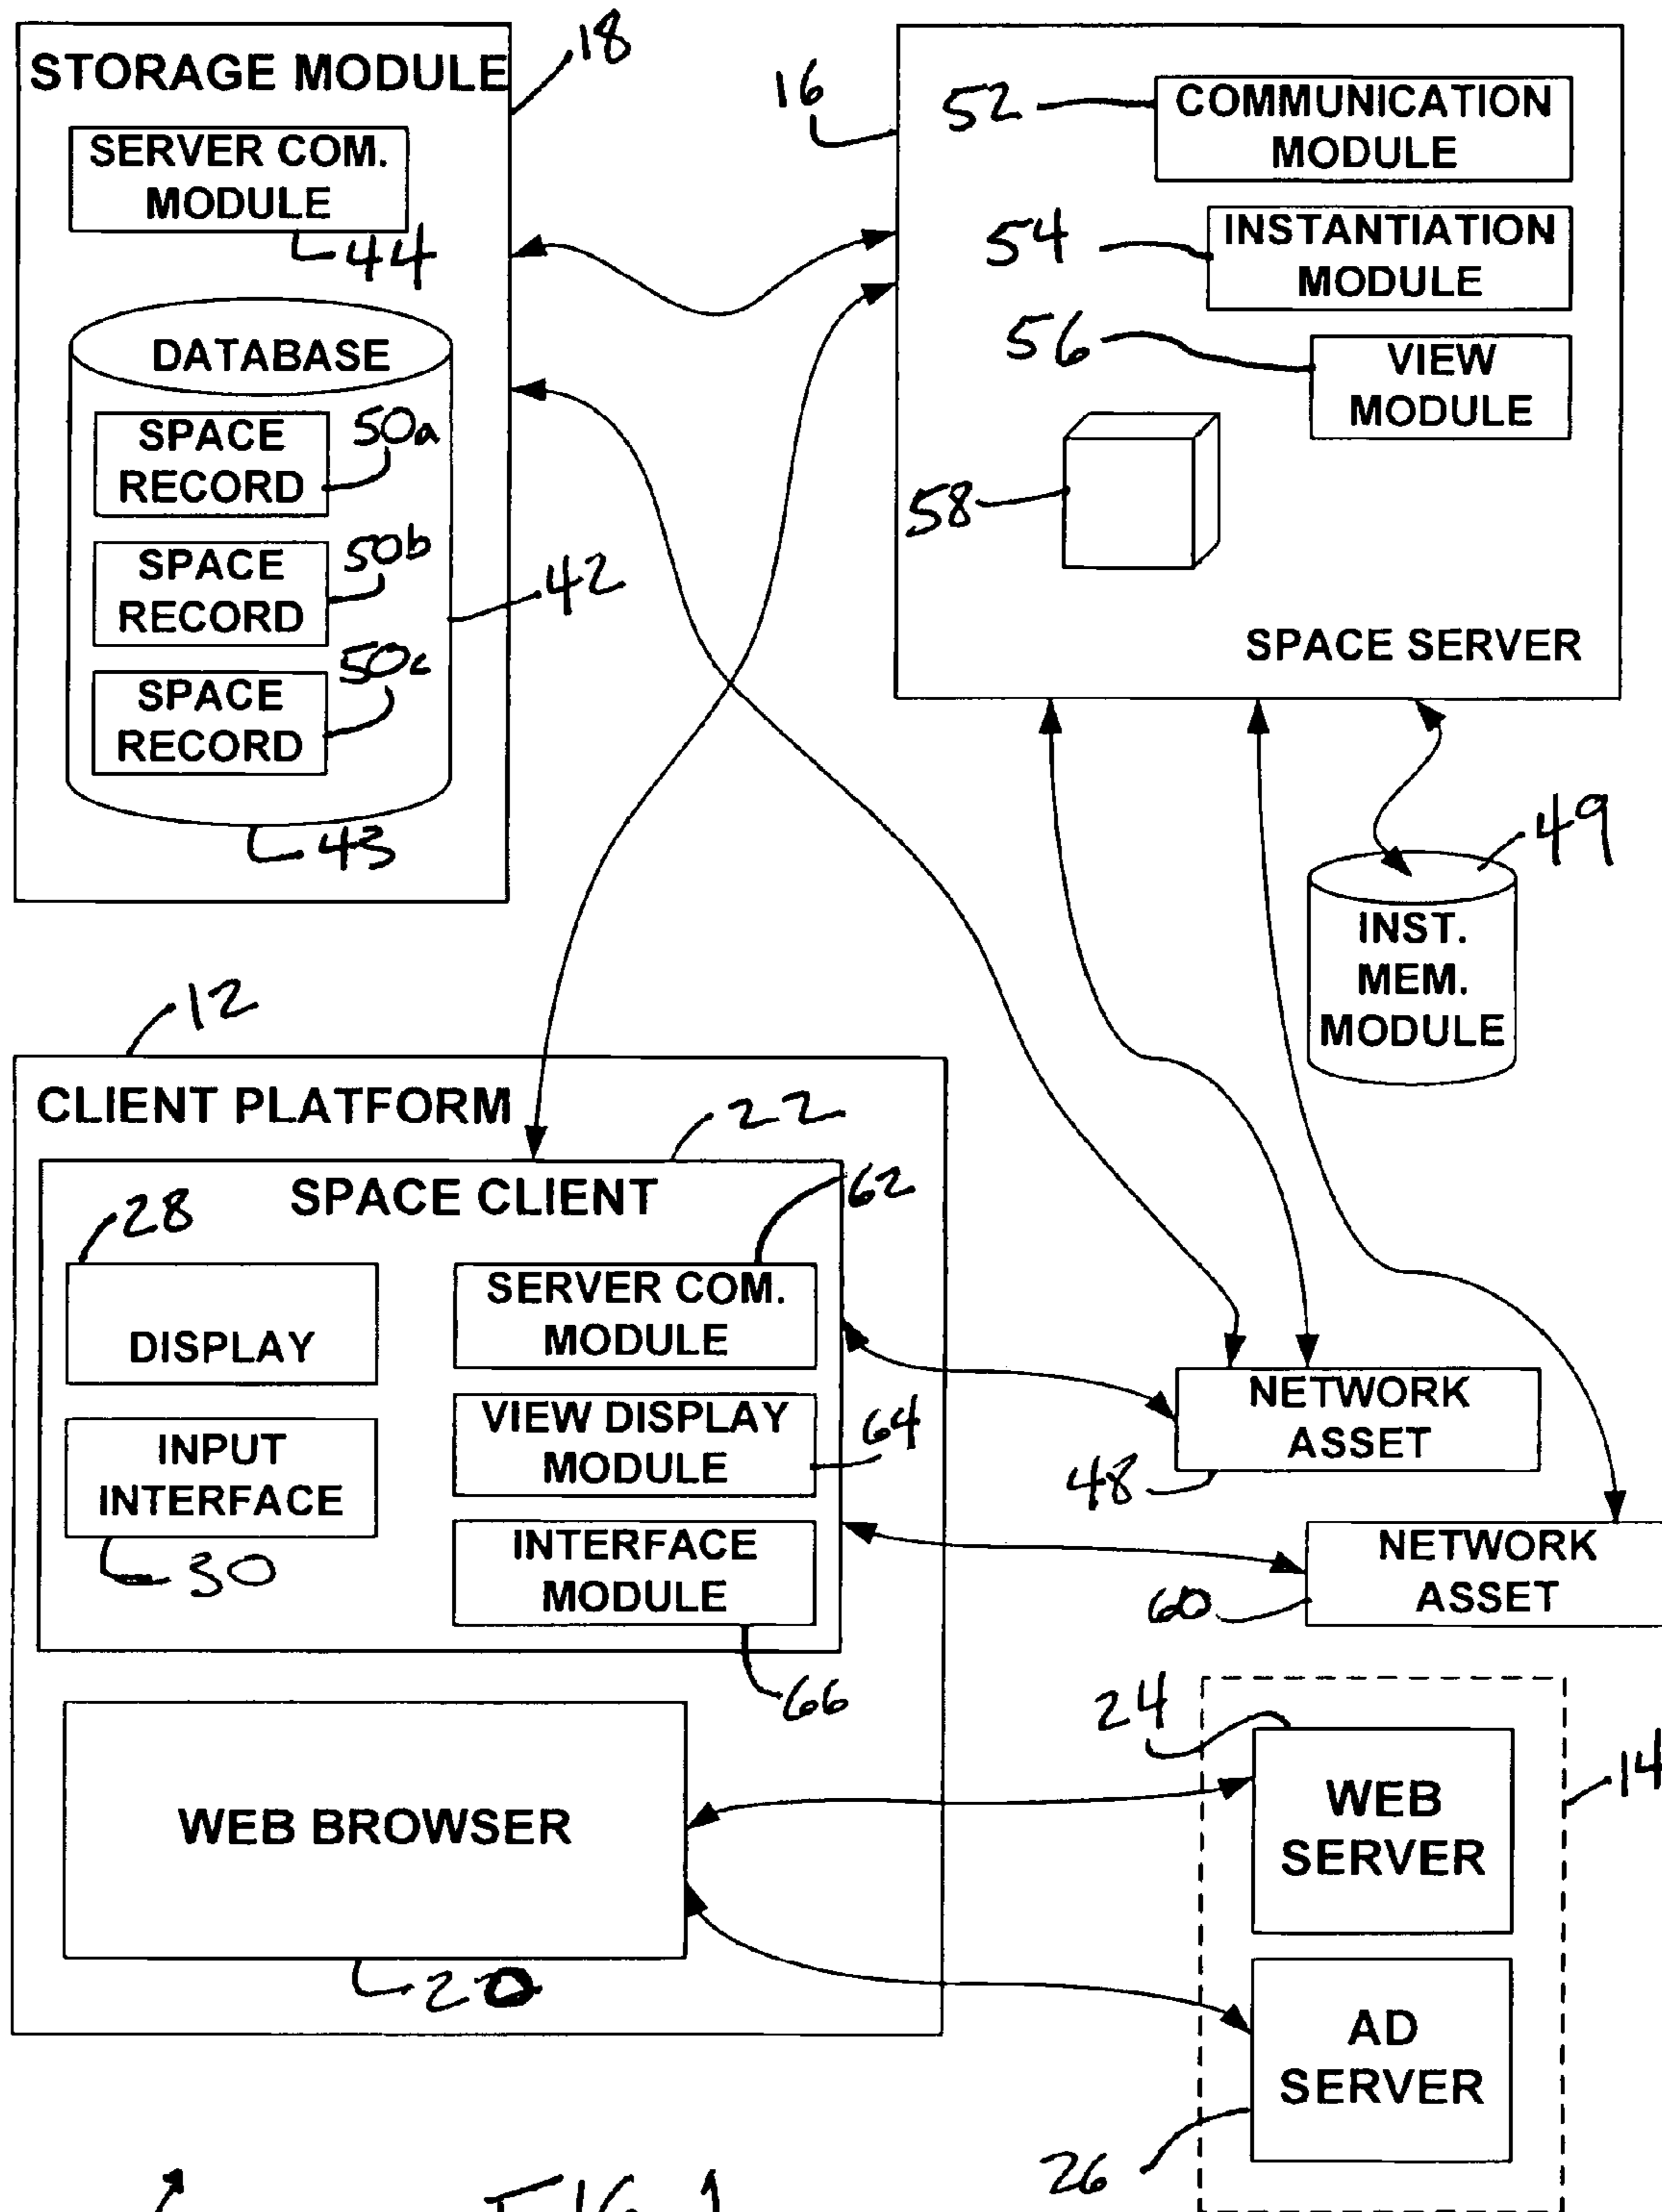 STORAGE MODULE
18
SERVER COM.
MODULE
44
DATABASE
SPACE
RECORD
50a
SPACE
RECORD
50b
SPACE
RECORD
50c
42
43
16
52
COMMUNICATION
MODULE
54
INSTANTIATION
MODULE
56
VIEW
MODULE
58
SPACE SERVER
49
INST.
MEM.
MODULE
12
CLIENT PLATFORM
22
SPACE CLIENT
28
DISPLAY
62
SERVER COM.
MODULE
INPUT
INTERFACE
30
VIEW DISPLAY
MODULE
64
INTERFACE
MODULE
66
NETWORK
ASSET
48
NETWORK
ASSET
60
WEB BROWSER
20
24
WEB
SERVER
14
AD
SERVER
26
FIG. 1